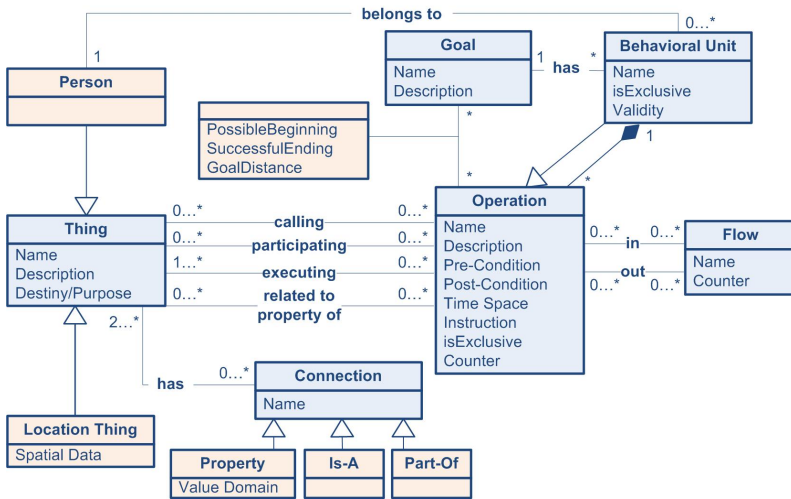 belongs to
1
0...*
Person
Goal
Name
Description
1
has
*
Behavioral Unit
Name
isExclusive
Validity
1
*
PossibleBeginning
SuccessfulEnding
GoalDistance
*
*
Thing
Name
Description
Destiny/Purpose
0...*
calling
0...*
0...*
participating
0...*
1...*
executing
0...*
0...*
related to
property of
0...*
Operation
Name
Description
Pre-Condition
Post-Condition
Time Space
Instruction
isExclusive
Counter
0...*
in
0...*
out
0...*
0...*
Flow
Name
Counter
2...*
has
0...*
Connection
Name
Location Thing
Spatial Data
Property
Value Domain
Is-A
Part-Of